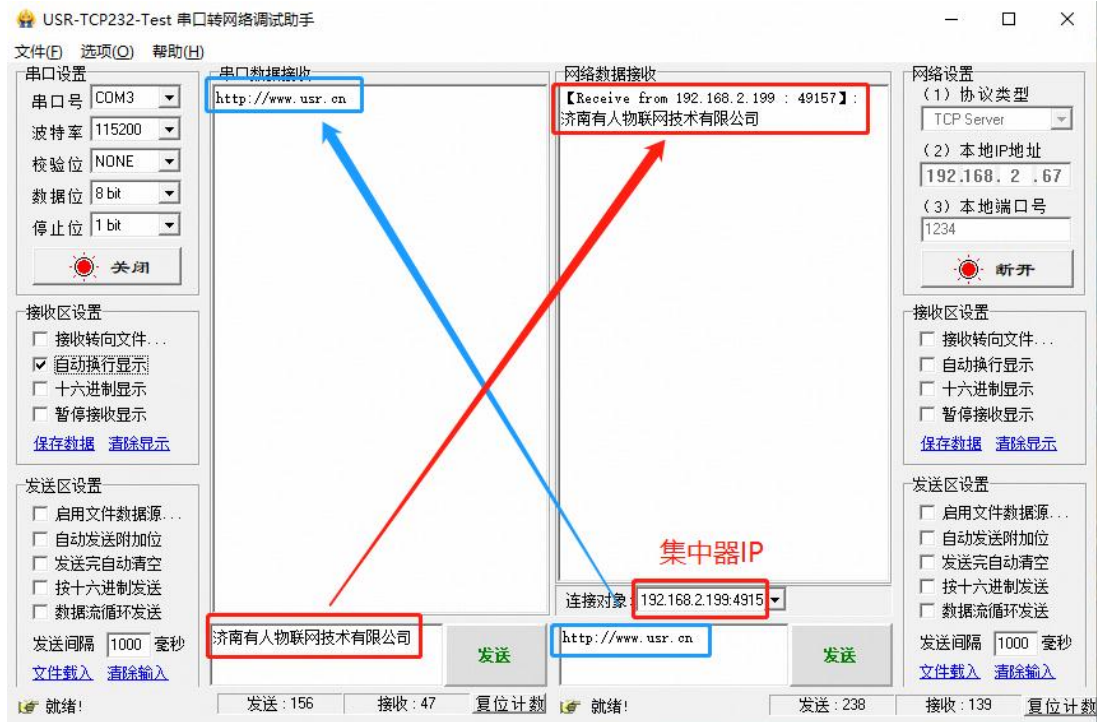 USR-TCP232-Test 串口转网络调试助手
文件(F) 选项(O) 帮助(H)
串口设置
串口号 COM3
波特率 115200
校验位 NONE
数据位 8 bit
停止位 1 bit
关闭
接收区设置
接收转向文件...
自动换行显示
十六进制显示
暂停接收显示
保存数据 清除显示
发送区设置
启用文件数据源...
自动发送附加位
发送完自动清空
按十六进制发送
数据流循环发送
发送间隔 1000 毫秒
文件载入 清除输入
串口数据接收
http://www.usr.cn
济南有人物联网技术有限公司
发送
网络数据接收
【Receive from 192.168.2.199 : 49157】:
济南有人物联网技术有限公司
集中器IP
连接对象: 192.168.2.199:4915
http://www.usr.cn
发送
网络设置
(1) 协议类型
TCP Server
(2) 本地IP地址
192.168. 2 .67
(3) 本地端口号
1234
断开
接收区设置
接收转向文件...
自动换行显示
十六进制显示
暂停接收显示
保存数据 清除显示
发送区设置
启用文件数据源...
自动发送附加位
发送完自动清空
按十六进制发送
数据流循环发送
发送间隔 1000 毫秒
文件载入 清除输入
就绪! 发送:156 接收:47 复位计数
就绪! 发送:238 接收:139 复位计数